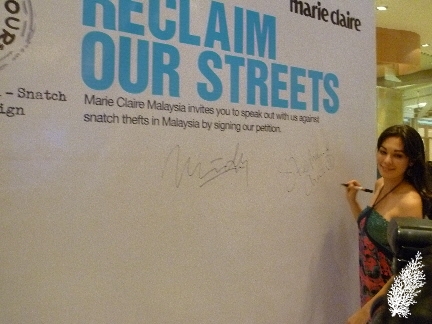 marie claire
RECLAIM
OUR STREETS
OUR
- Snatch
ign
Marie Claire Malaysia invites you to speak out with us against
snatch thefts in Malaysia by signing our petition.